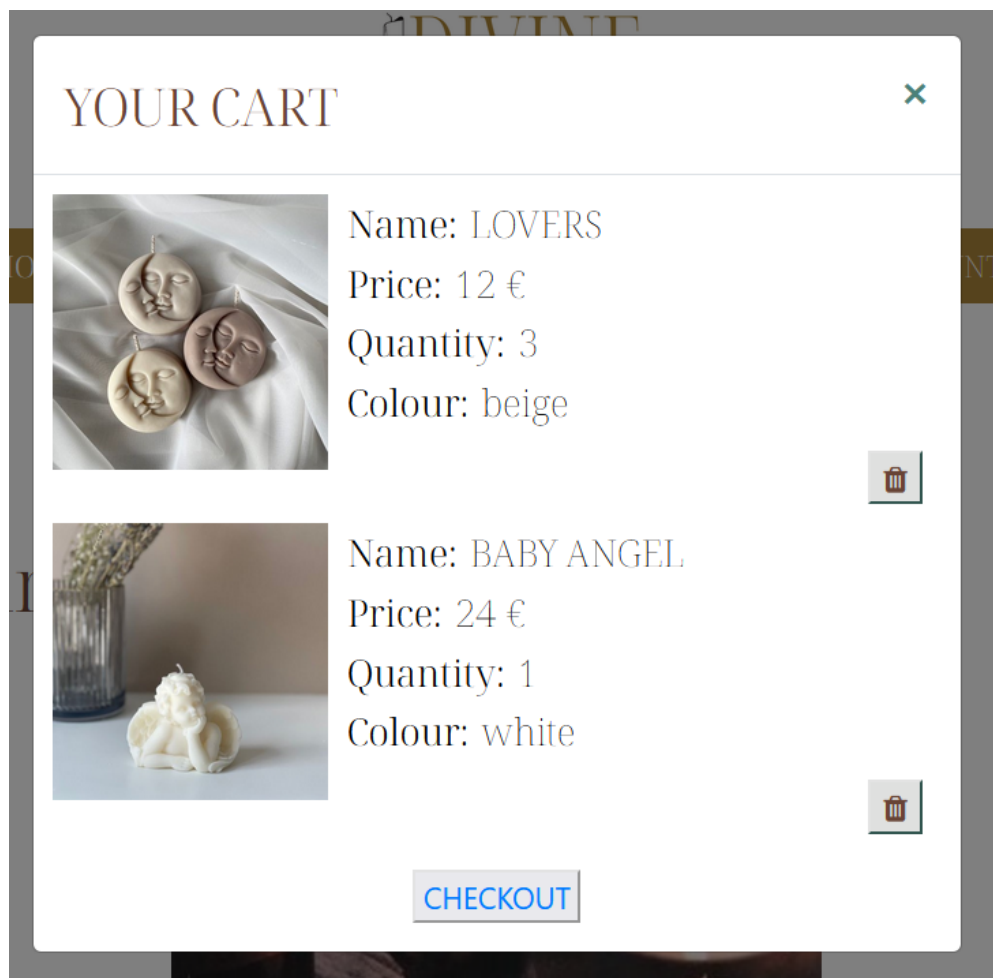 DIVINE
YOUR CART
×
Name: LOVERS
Price: 12 €
Quantity: 3
Colour: beige
Name: BABY ANGEL
Price: 24 €
Quantity: 1
Colour: white
CHECKOUT